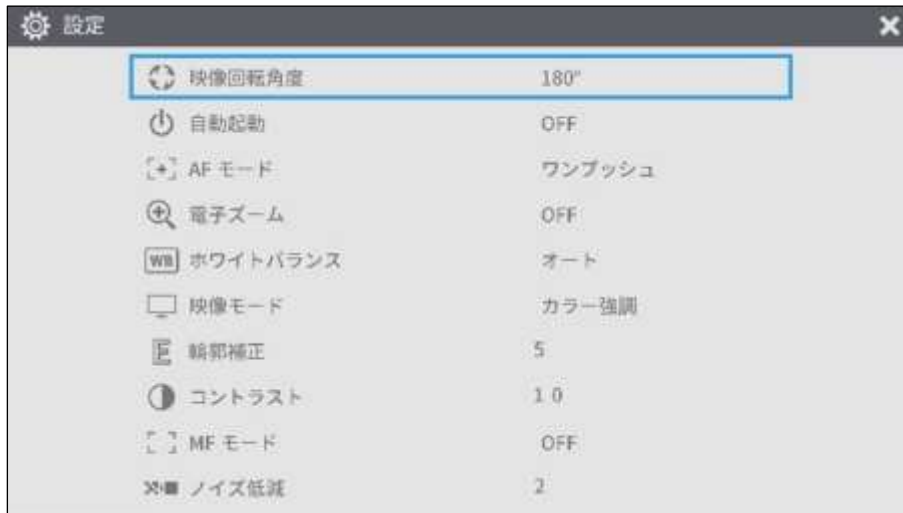 設定
映像回転角度 180°
自動起動 OFF
AF モード ワンプッシュ
電子ズーム OFF
WB ホワイトバランス オート
映像モード カラー強調
輪郭補正 5
コントラスト 10
MF モード OFF
ノイズ低減 2